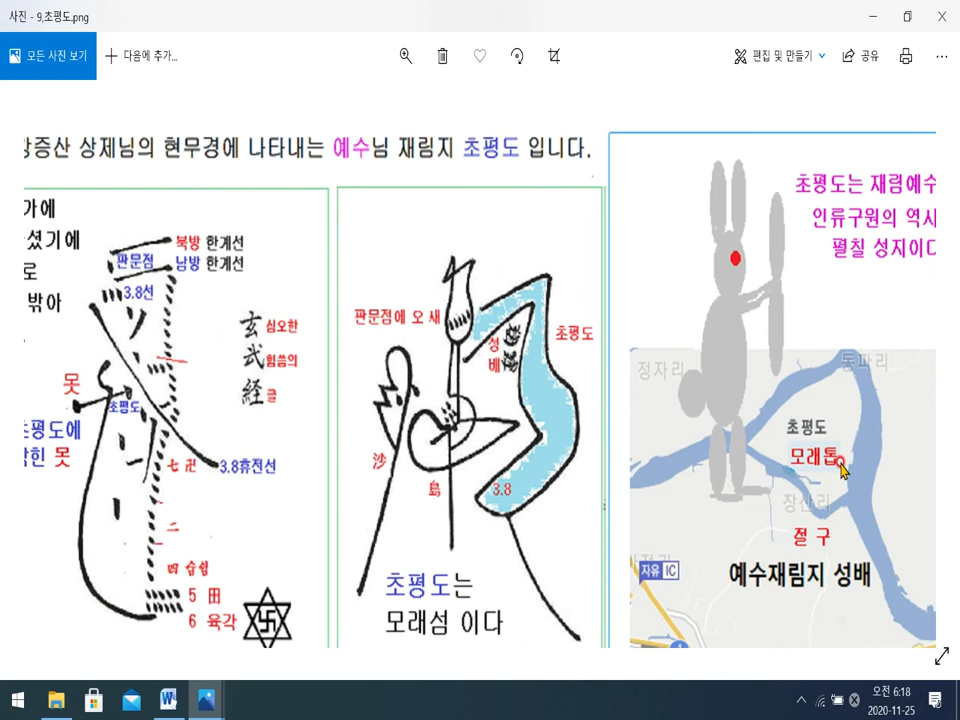 사진 - 9,초평도.png
모든 사진 보기
다음에 추가...
편집 및 만들기
공유
강증산 상제님의 현무경에 나타내는 예수님 재림지 초평도 입니다.
가에
셨기에
로
밖아
북방 한계선
판문점
남방 한계선
3.8선
玄 심오한
武 힘씀의
経 글
못
초평도
초평도에
박힌 못
七 卍
3.8휴전선
二
四 습쉽
5 田
6 육각
卐
판문점에 오 새
초평도
성
배
沙
島
3.8
초평도는
모래섬 이다
초평도는 재림예수
인류구원의 역사
펼칠 성지이다
정자리
동파리
초평도
모래톱
장산리
절 구
자유 IC
예수재림지 성배
오전 6:18
2020-11-25